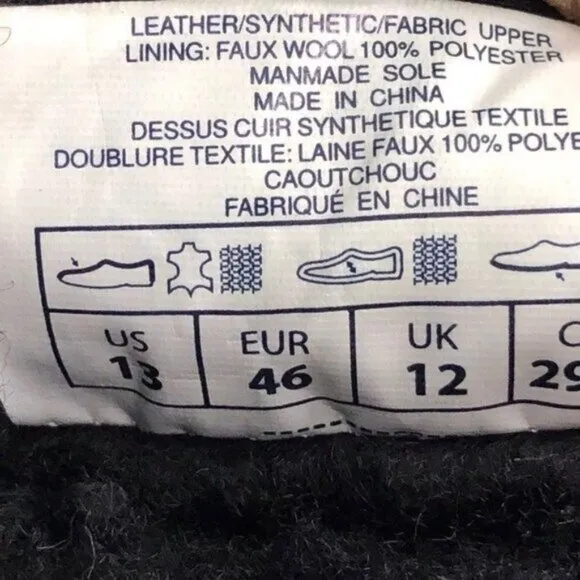 LEATHER/SYNTHETIC/FABRIC UPPER
LINING: FAUX WOOL 100% POLYESTER
MANMADE SOLE
MADE IN CHINA
DESSUS CUIR SYNTHETIQUE TEXTILE
DOUBLURE TEXTILE: LAINE FAUX 100% POLYE
CAOUTCHOUC
FABRIQUÉ EN CHINE
US EUR UK C
13 46 12 29